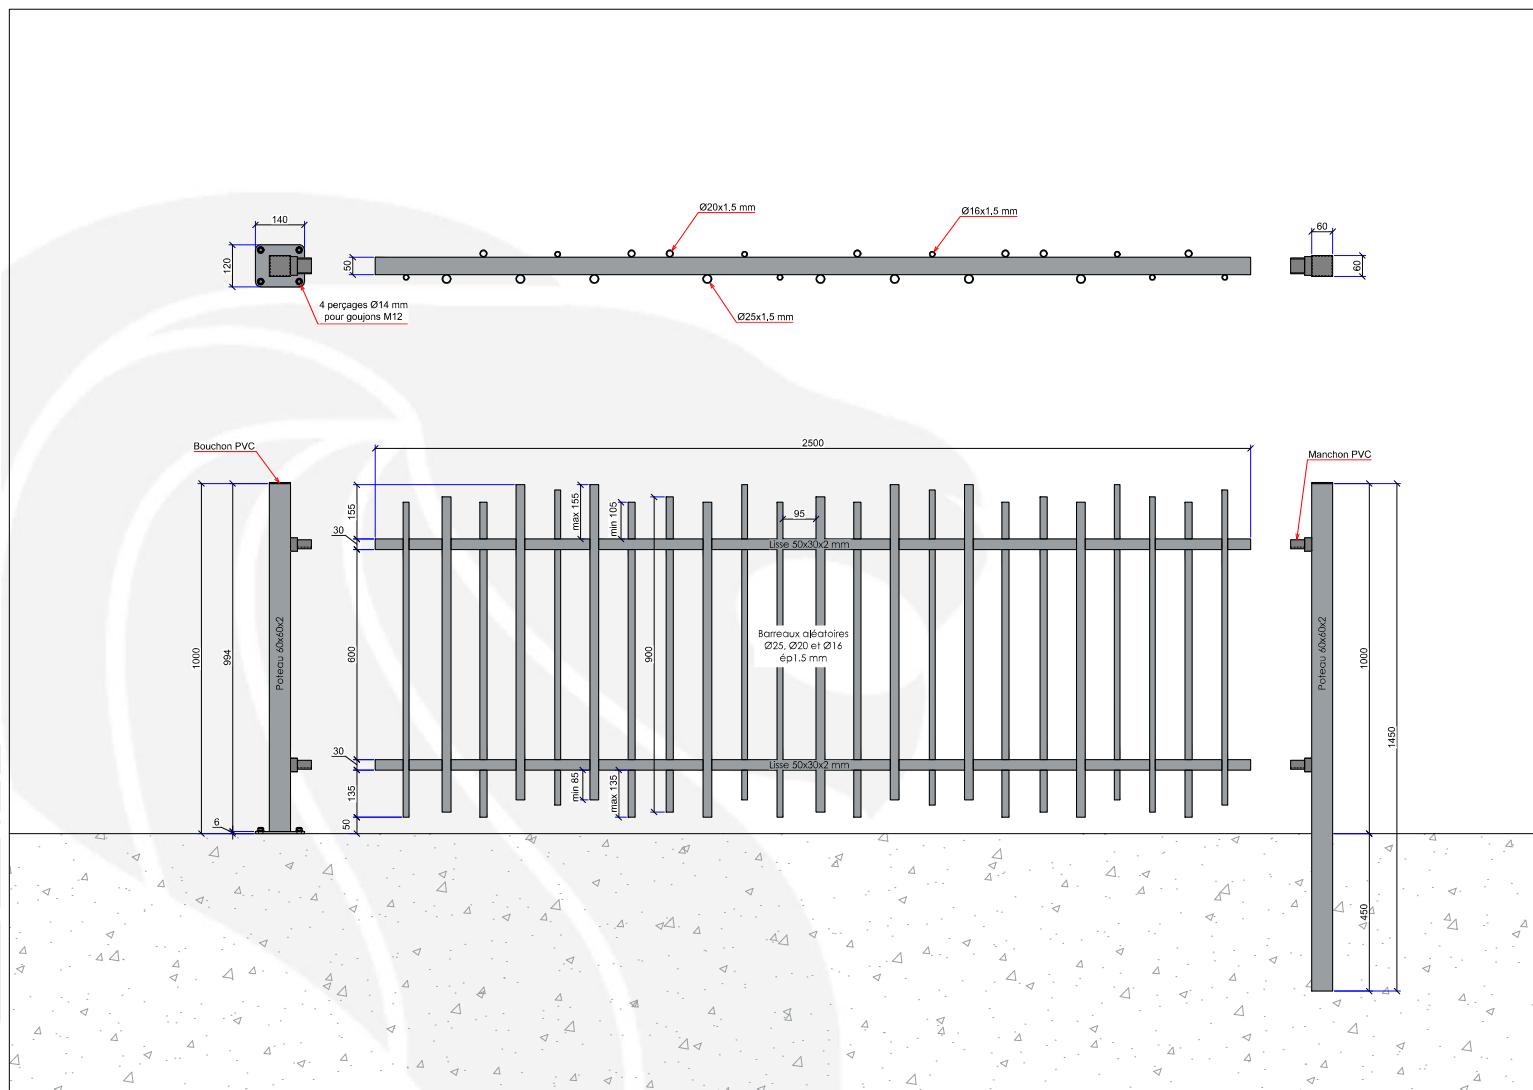 140
120
4 perçages Ø14 mm
pour goujons M12
50
Ø20x1.5 mm
Ø16x1,5 mm
Ø25x1,5 mm
60
60
Bouchon PVC
1000
994
6
Poteau 60x60x2
2500
155
30
600
30
135
50
max 155
min 105
900
95
Lisse 50x30x2 mm
Barreaux aléatoires
Ø25, Ø20 et Ø16
ép1.5 mm
Lisse 50x30x2 mm
min 85
max 135
Manchon PVC
Poteau 60x60x2
1000
1450
450